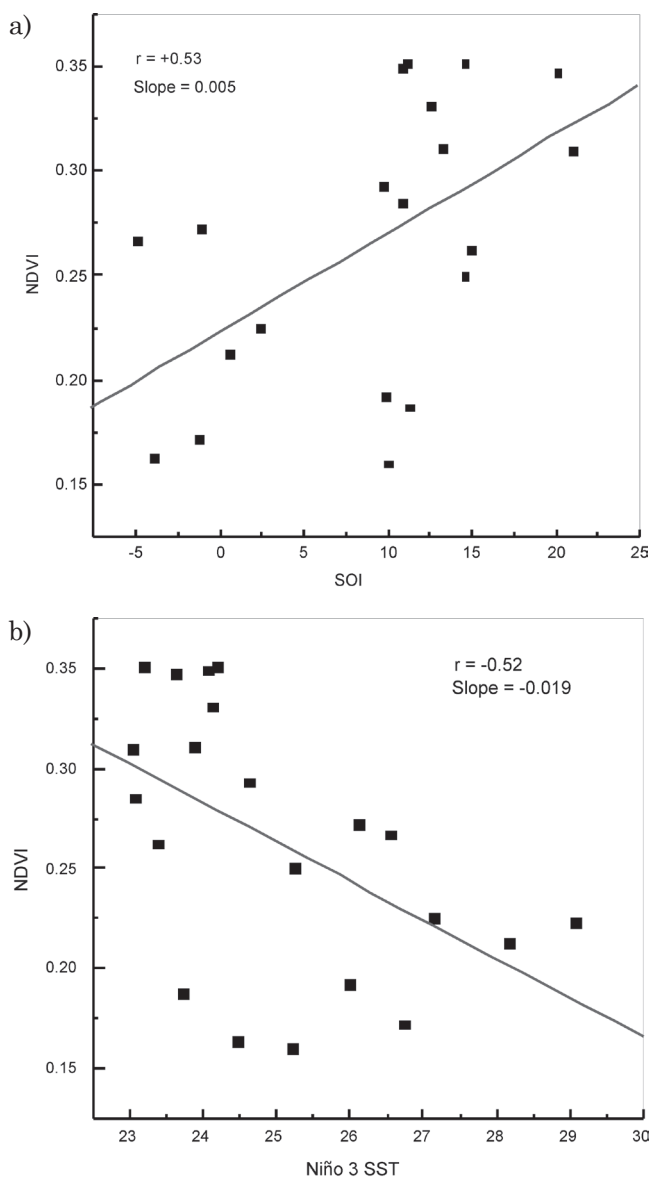 a)
r = +0.53
Slope = 0.005
0.35
0.30
0.25
0.20
0.15
NDVI
-5 0 5 10 15 20 25
SOI
b)
r = -0.52
Slope = -0.019
0.35
0.30
0.25
0.20
0.15
NDVI
23 24 25 26 27 28 29 30
Niño 3 SST